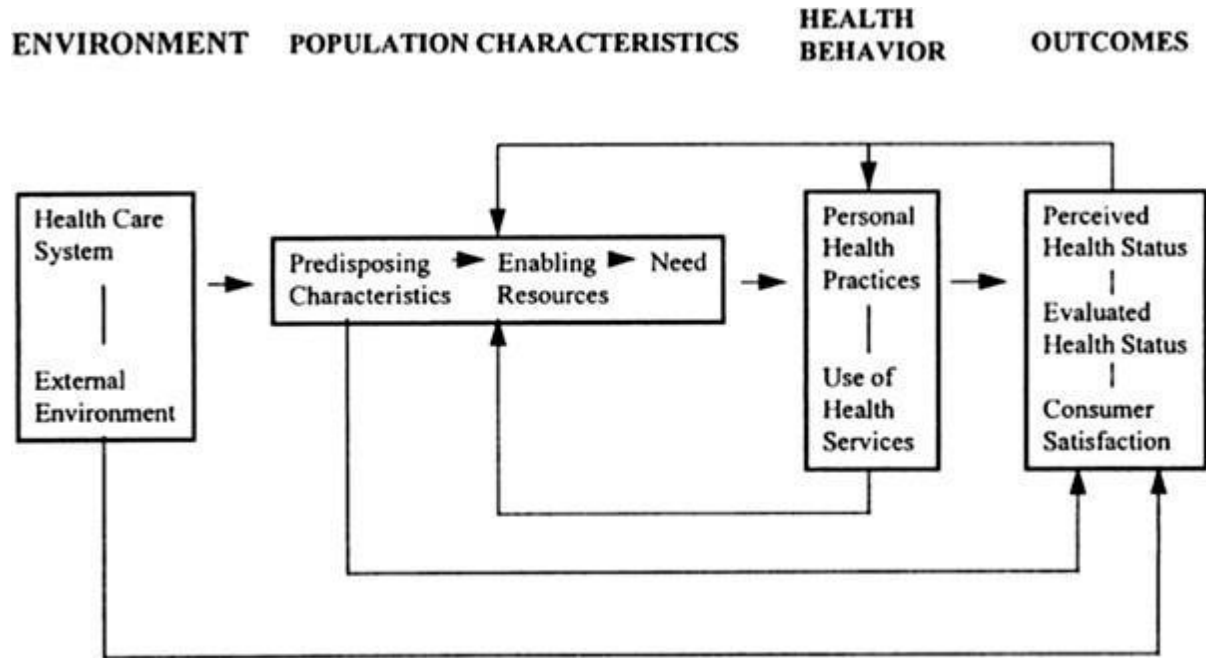 ENVIRONMENT
POPULATION CHARACTERISTICS
HEALTH
BEHAVIOR
OUTCOMES
Health Care
System
External
Environment
Predisposing
Characteristics
Enabling
Resources
Need
Personal
Health
Practices
Use of
Health
Services
Perceived
Health Status
Evaluated
Health Status
Consumer
Satisfaction